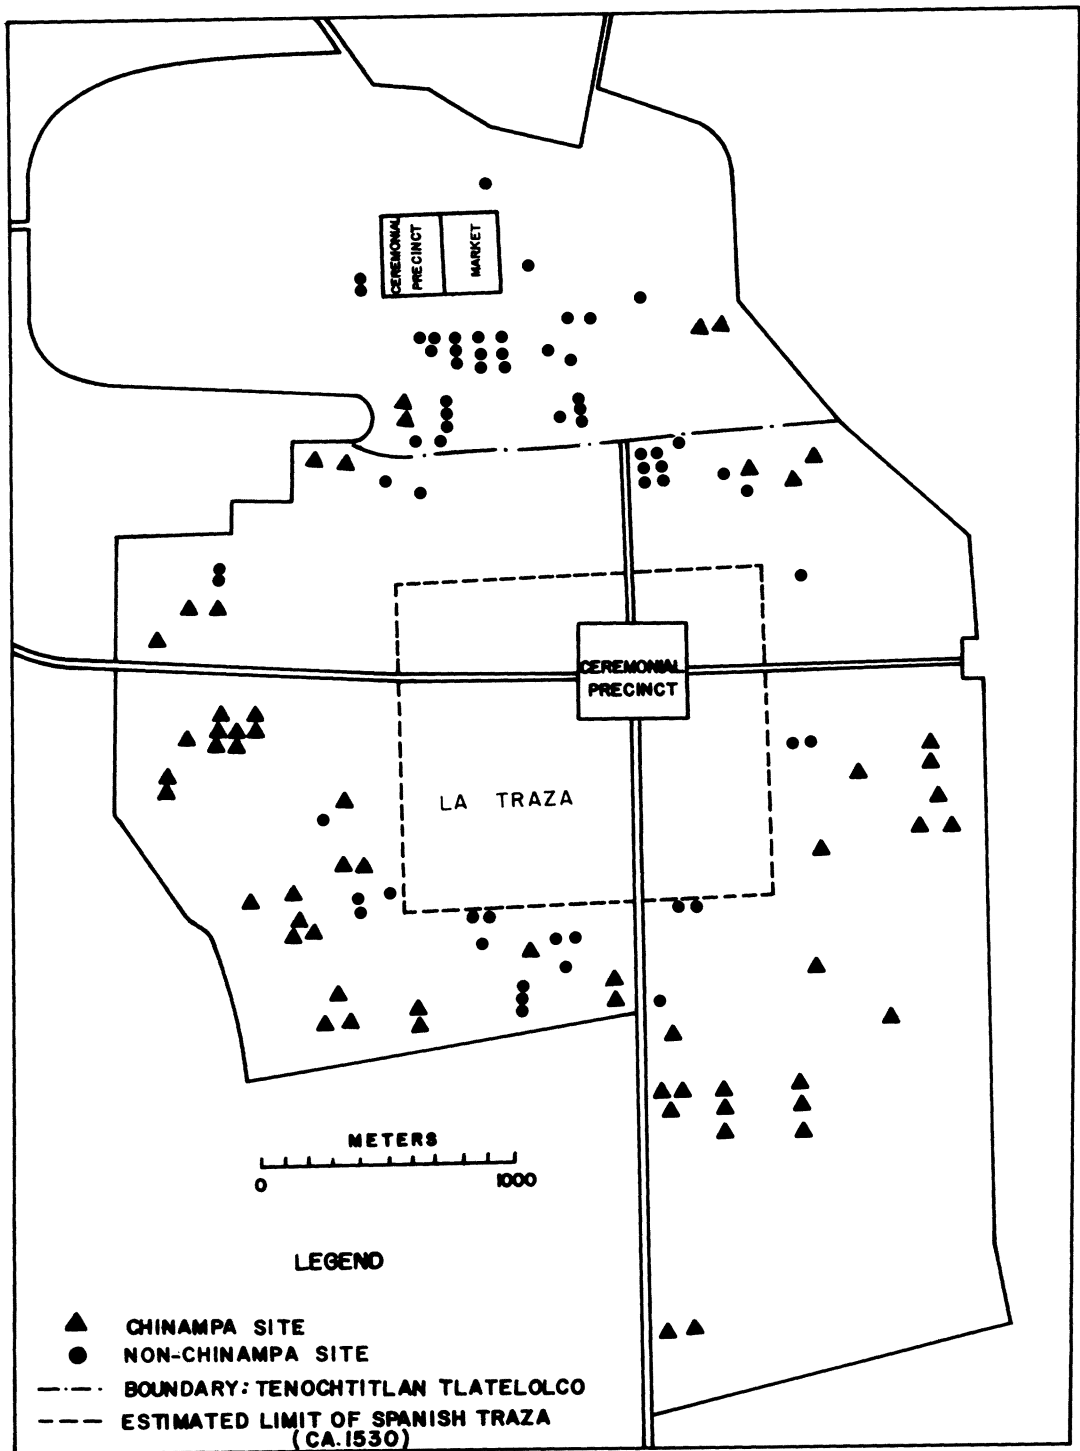 CEREMONIAL
PRECINCT
MARKET
CEREMONIAL
PRECINCT
LA TRAZA
METERS
0 1000
LEGEND
CHINAMPA SITE
NON-CHINAMPA SITE
BOUNDARY: TENOCHTITLAN TLATELOLCO
ESTIMATED LIMIT OF SPANISH TRAZA
(CA. 1530)